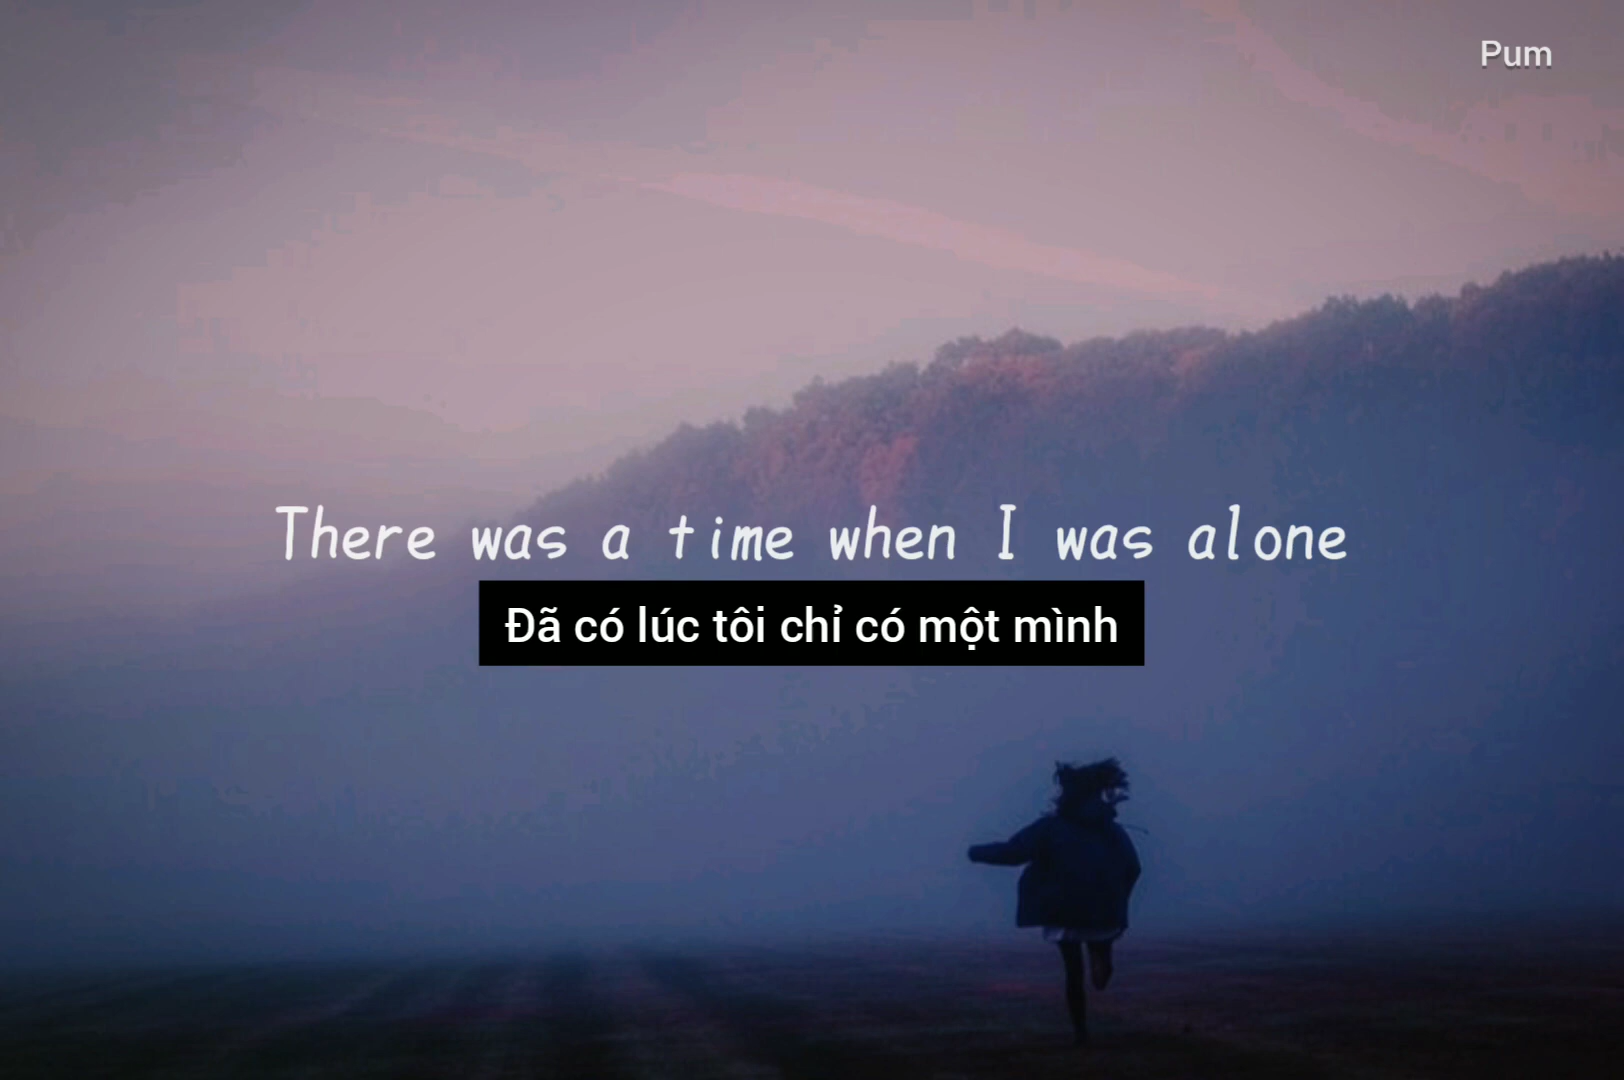 Pum
There was a time when I was alone
Đã có lúc tôi chỉ có một mình